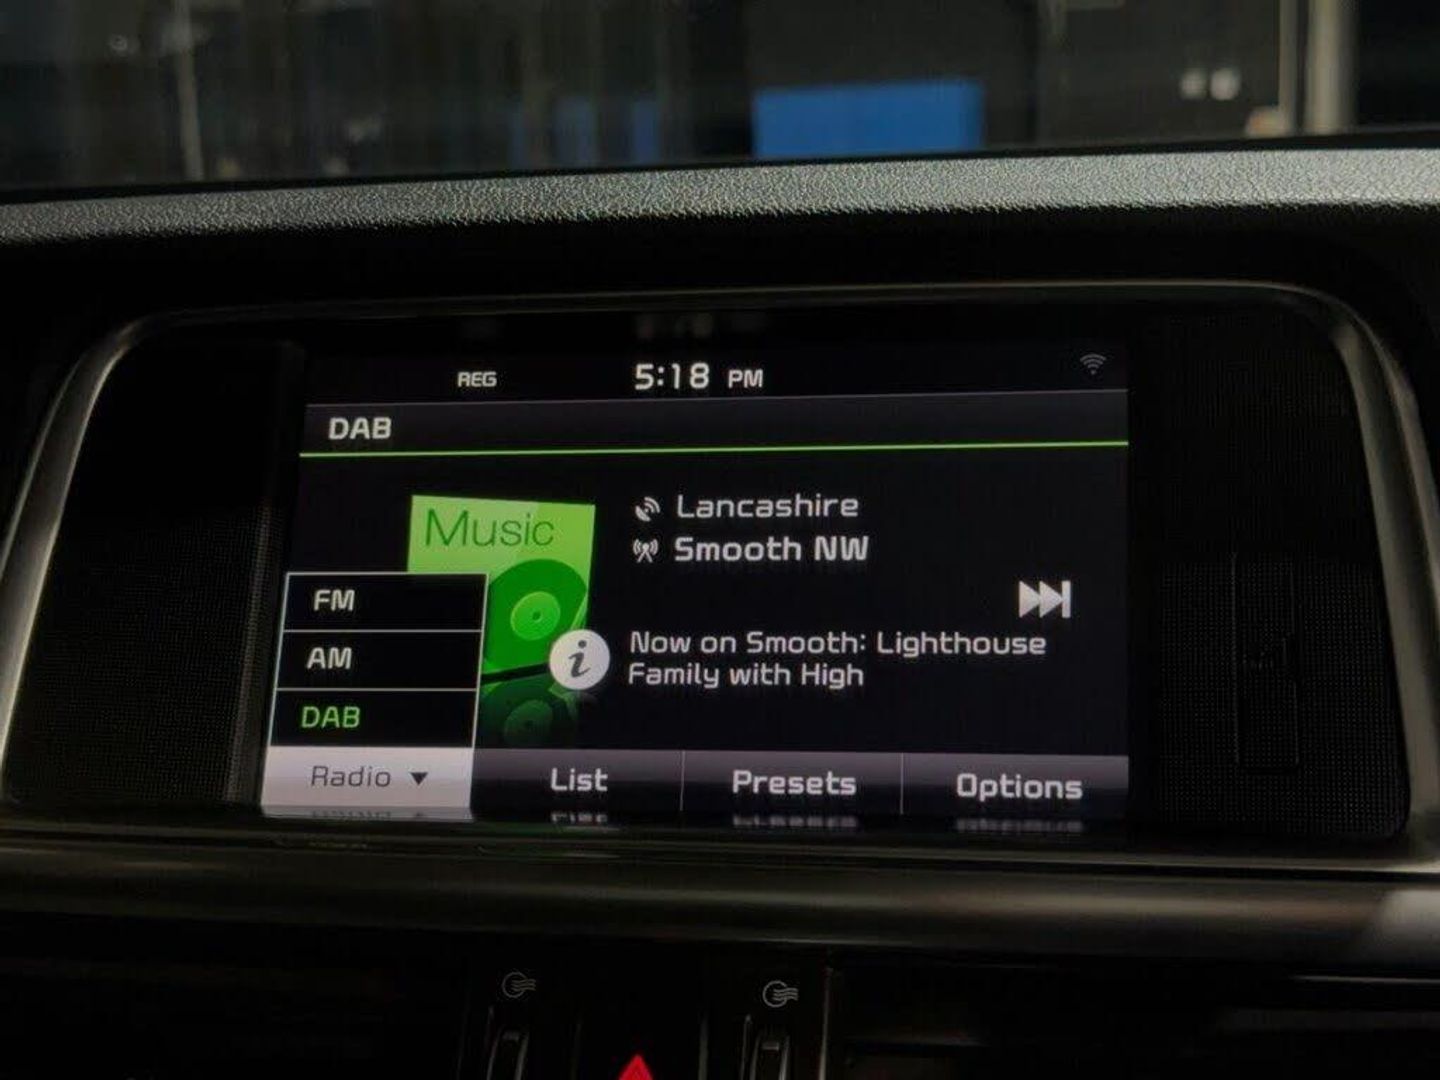 REG 5:18 PM
DAB
Music
Lancashire
Smooth NW
Now on Smooth: Lighthouse
Family with High
FM
AM
DAB
Radio
List
Presets
Options